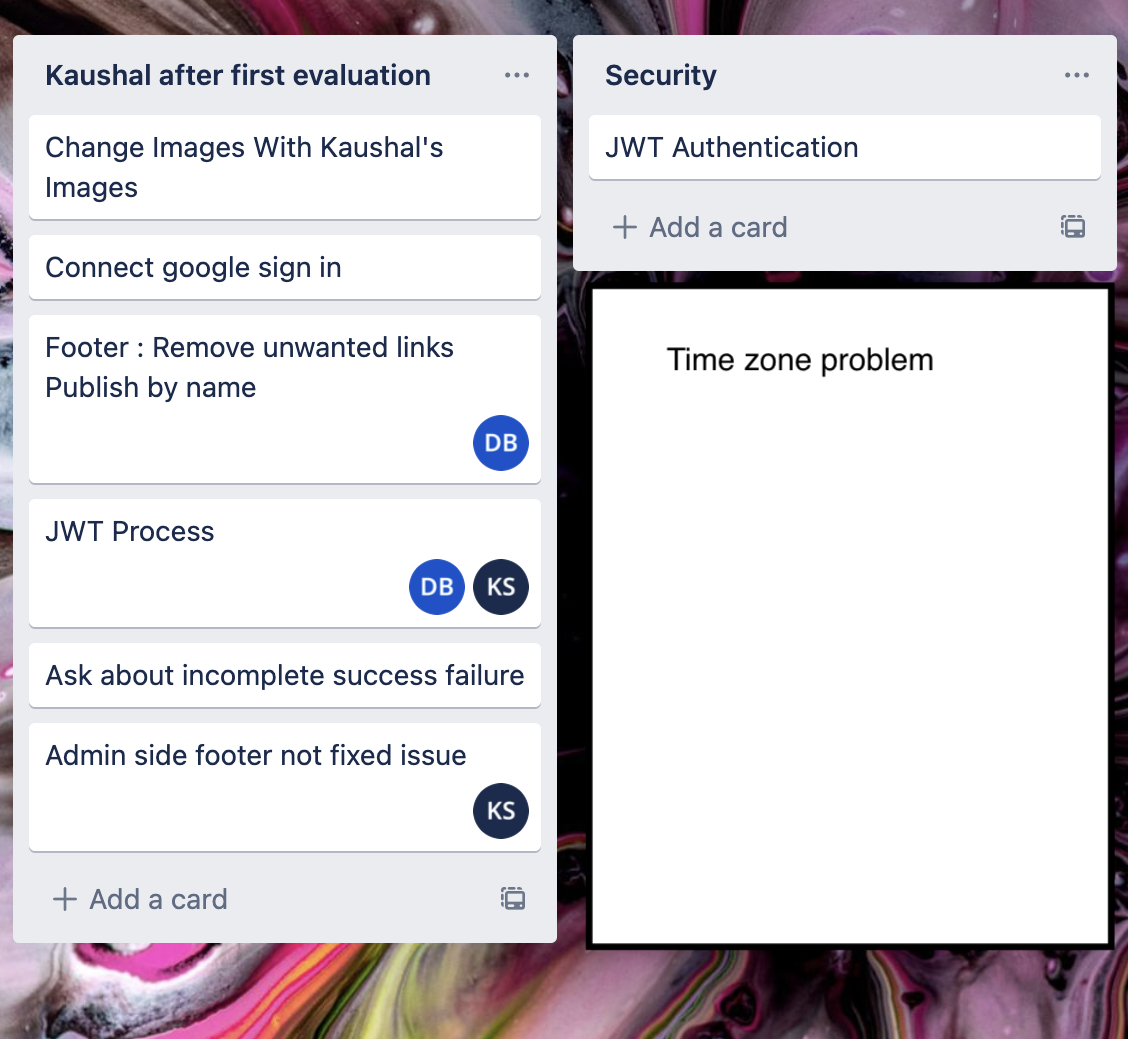 Kaushal after first evaluation
Change Images With Kaushal's
Images
Connect google sign in
Footer : Remove unwanted links
Publish by name
DB
JWT Process
DB KS
Ask about incomplete success failure
Admin side footer not fixed issue
KS
+ Add a card
Security
JWT Authentication
+ Add a card
Time zone problem